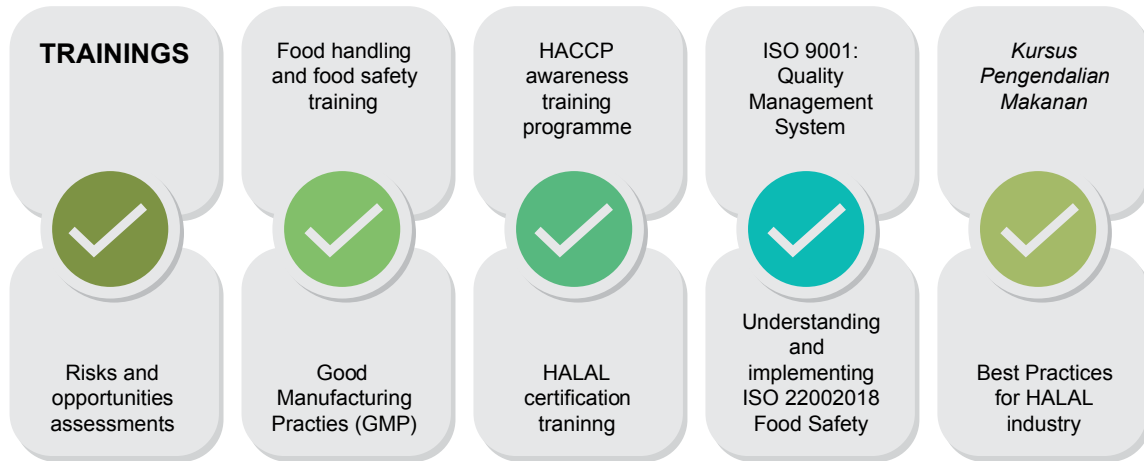 TRAININGS
Food handling
and food safety
training
HACCP
awareness
training
programme
ISO 9001:
Quality
Management
System
Kursus
Pengendalian
Makanan
Risks and
opportunities
assessments
Good
Manufacturing
Practies (GMP)
HALAL
certification
traninng
Understanding
and
implementing
ISO 22002018
Food Safety
Best Practices
for HALAL
industry